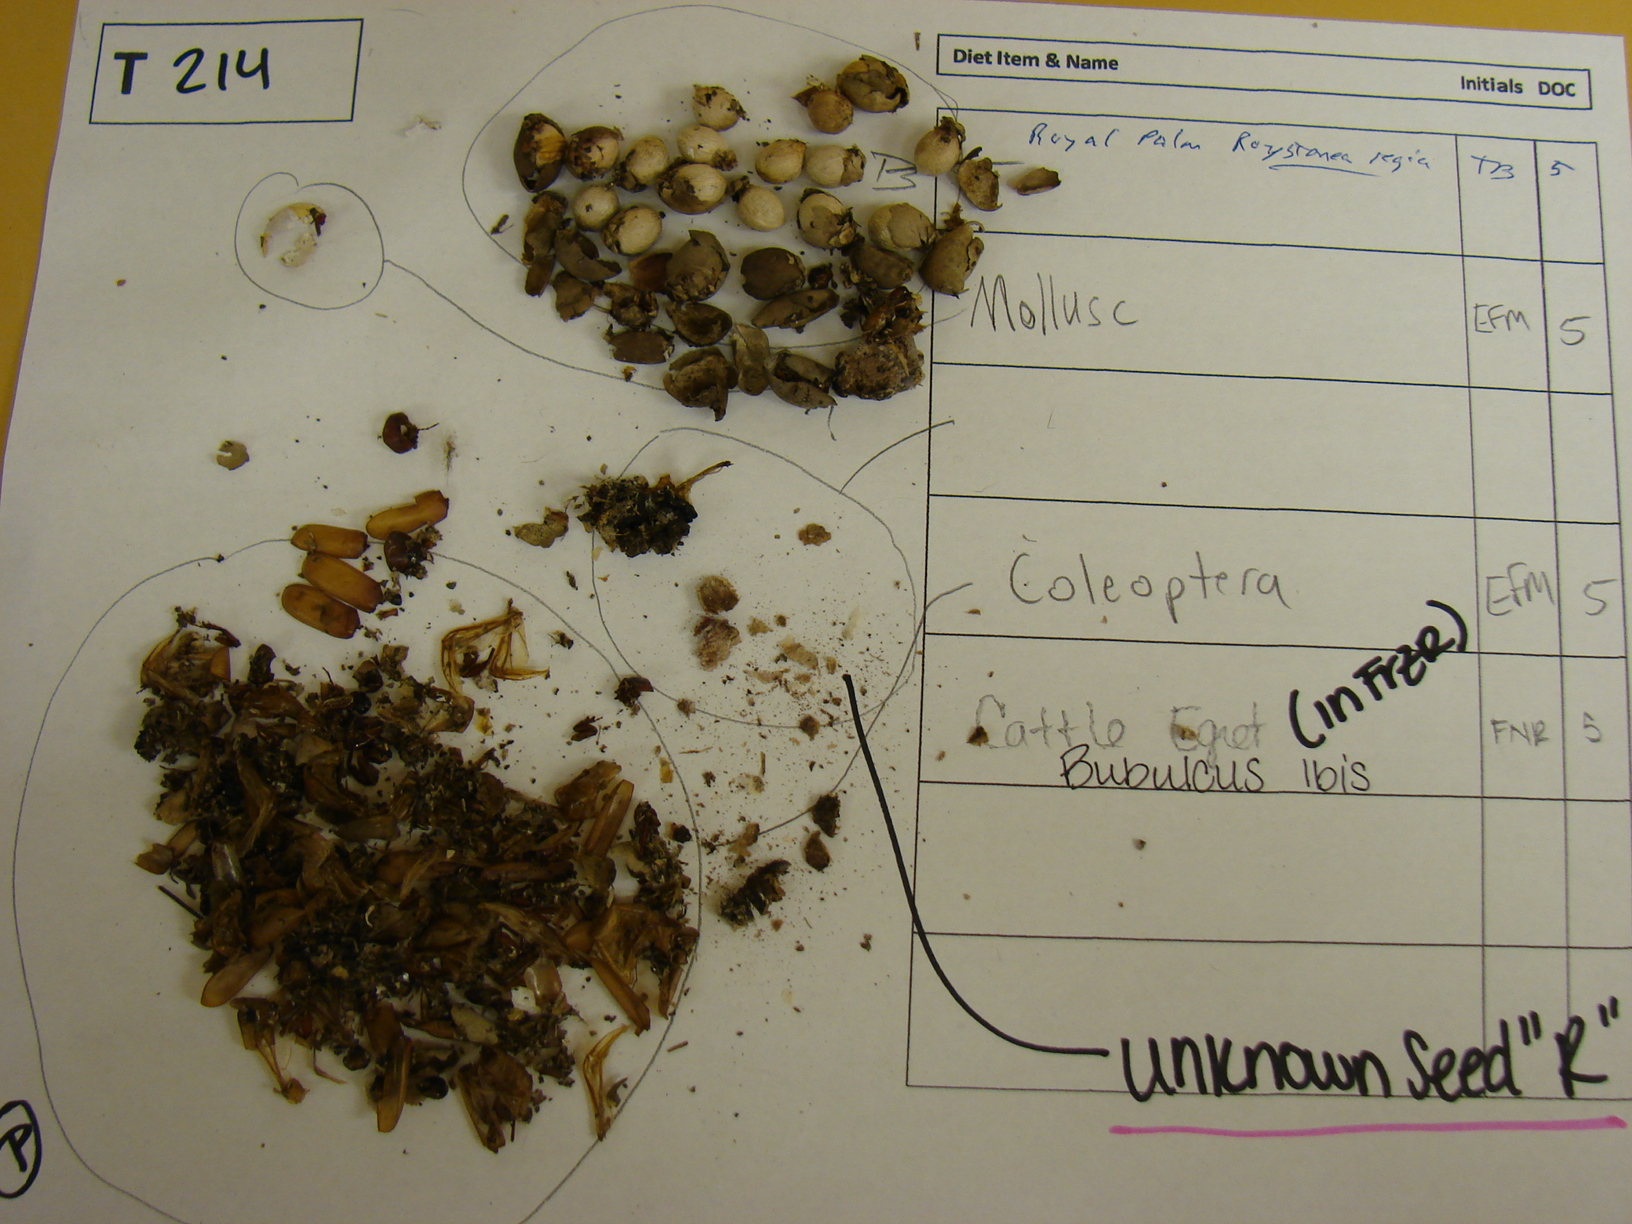 T 214
Diet Item & Name
Initials DOC
Royal Palm Roystonea regia TB 5
B
Mollusc EFM 5
Coleoptera EFM 5
(in FRZR)
Cattle Egret FNR 5
Bubulcus Ibis
unknown Seed "R"
P